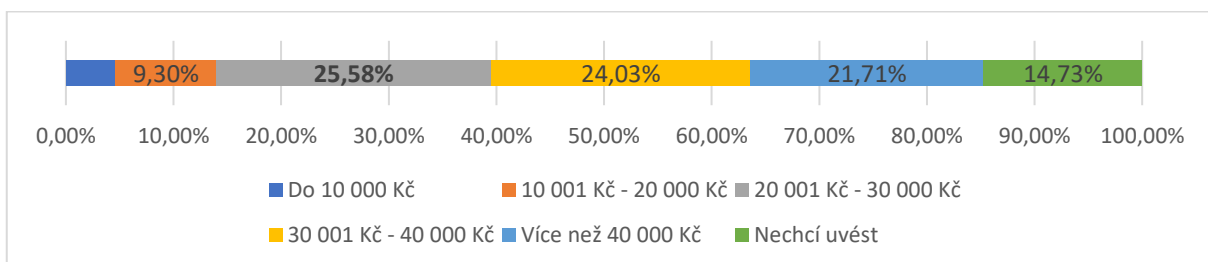 9,30% 25,58% 24,03% 21,71% 14,73%
0,00% 10,00% 20,00% 30,00% 40,00% 50,00% 60,00% 70,00% 80,00% 90,00% 100,00%
Do 10 000 Kč 10 001 Kč - 20 000 Kč 20 001 Kč - 30 000 Kč
30 001 Kč - 40 000 Kč Více než 40 000 Kč Nechcí uvést